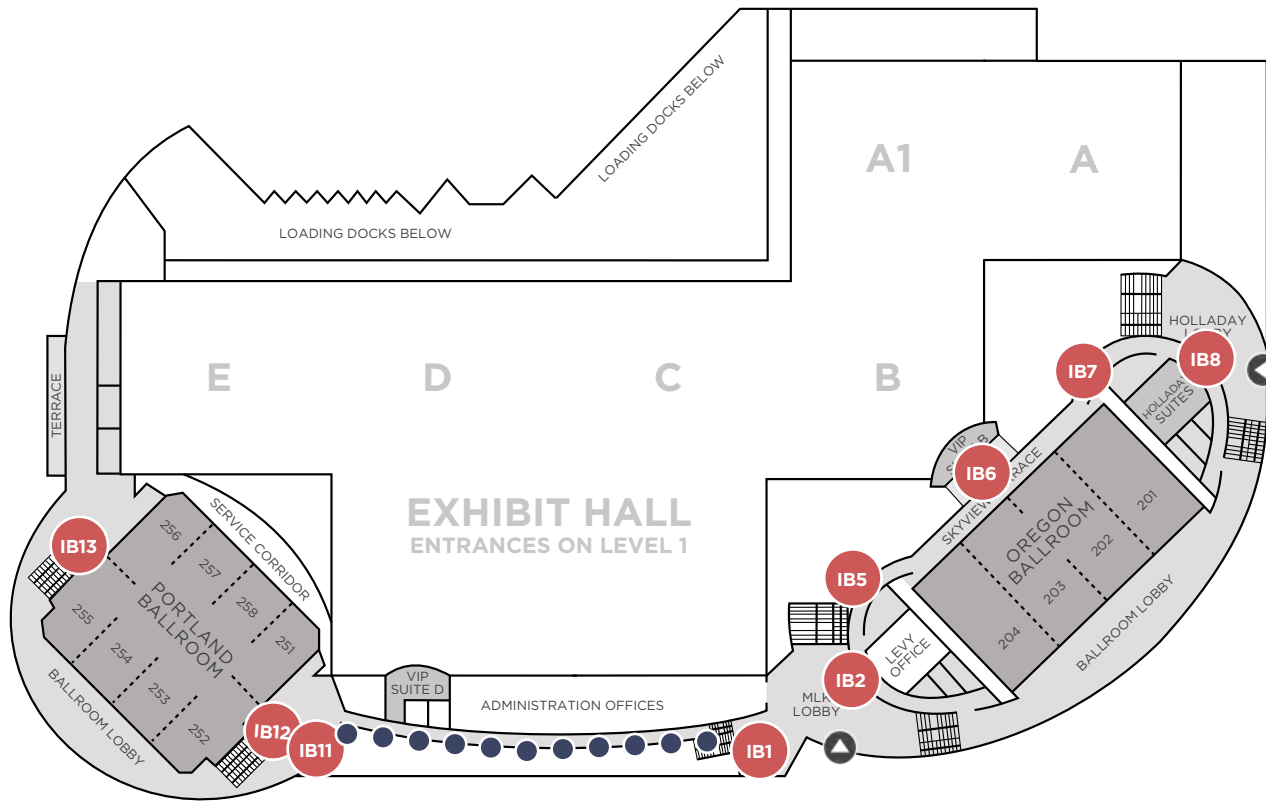 LOADING DOCKS BELOW
LOADING DOCKS BELOW
A1
A
HOLLADAY
IB8
IB7
HOLLADAY
SUITES
E
D
C
B
TERRACE
VIP
IB6
SKYVIEW TERRACE
201
OREGON
BALLROOM
202
203
204
BALLROOM LOBBY
EXHIBIT HALL
ENTRANCES ON LEVEL 1
SERVICE CORRIDOR
IB13
256
257
258
251
PORTLAND
BALLROOM
255
254
253
252
BALLROOM LOBBY
IB5
LEVY
OFFICE
IB2
MLK
LOBBY
VIP
SUITE D
ADMINISTRATION OFFICES
IB12
IB11
IB1